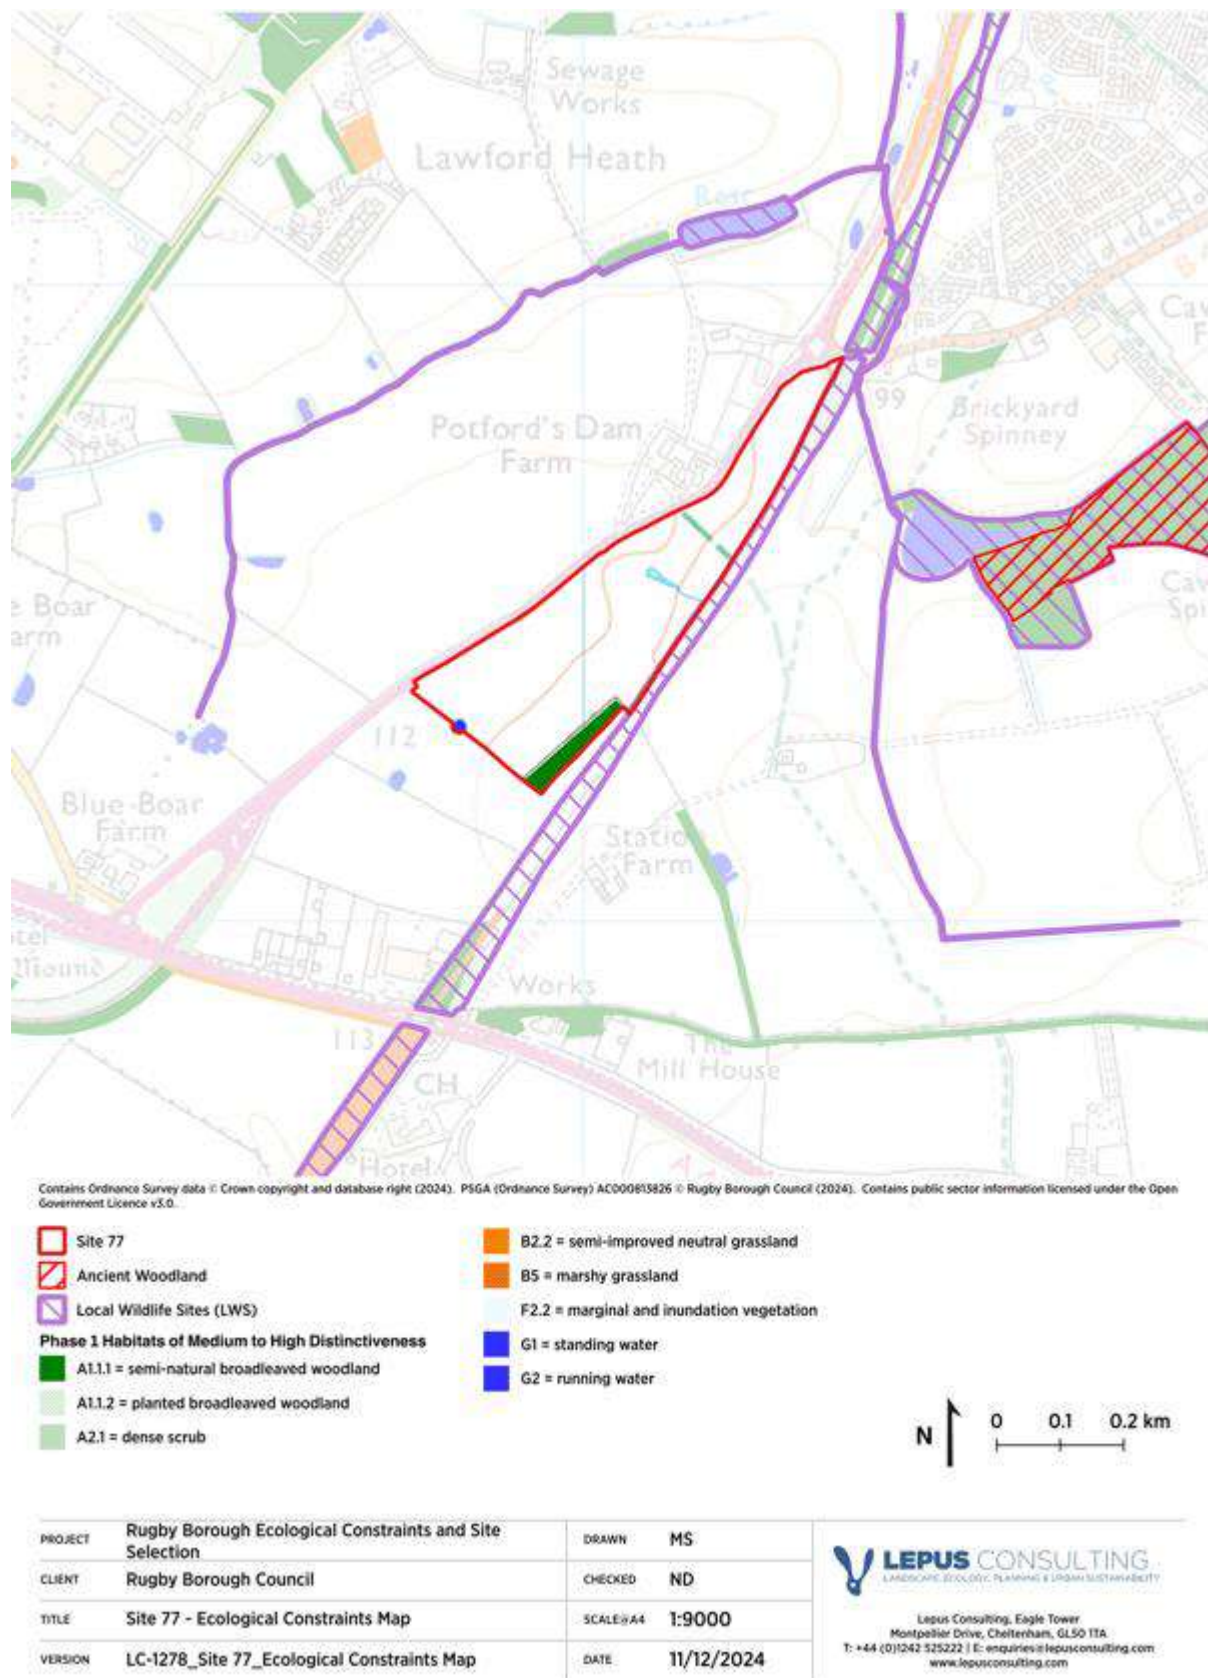 Sewage
Works
Lawford Heath
Resr
Cav
F
99
Brickyard
Spinney
Potford's Dam
Farm
e Boar
arm
Cav
Spi
112
Blue Boar
Farm
Station
Farm
Mound
Works
113
The
Mill House
CH
Hotel
Contains Ordnance Survey data © Crown copyright and database right (2024). PSGA (Ordnance Survey) AC000813826 © Rugby Borough Council (2024). Contains public sector information licensed under the Open
Government Licence v3.0.
Site 77
Ancient Woodland
Local Wildlife Sites (LWS)
Phase 1 Habitats of Medium to High Distinctiveness
A1.1.1 = semi-natural broadleaved woodland
A1.1.2 = planted broadleaved woodland
A2.1 = dense scrub
B2.2 = semi-improved neutral grassland
B5 = marshy grassland
F2.2 = marginal and inundation vegetation
G1 = standing water
G2 = running water
N 0 0.1 0.2 km
PROJECT Rugby Borough Ecological Constraints and Site
Selection
CLIENT Rugby Borough Council
TITLE Site 77 - Ecological Constraints Map
VERSION LC-1278_Site 77_Ecological Constraints Map
DRAWN MS
CHECKED ND
SCALE@A4 1:9000
DATE 11/12/2024
LEPUS CONSULTING
LANDSCAPE, ECOLOGY, PLANNING & URBAN SUSTAINABILITY
Lepus Consulting, Eagle Tower
Montpellier Drive, Cheltenham, GL50 1TA
T: +44 (0)1242 525222 | E: enquiries@lepusconsulting.com
www.lepusconsulting.com